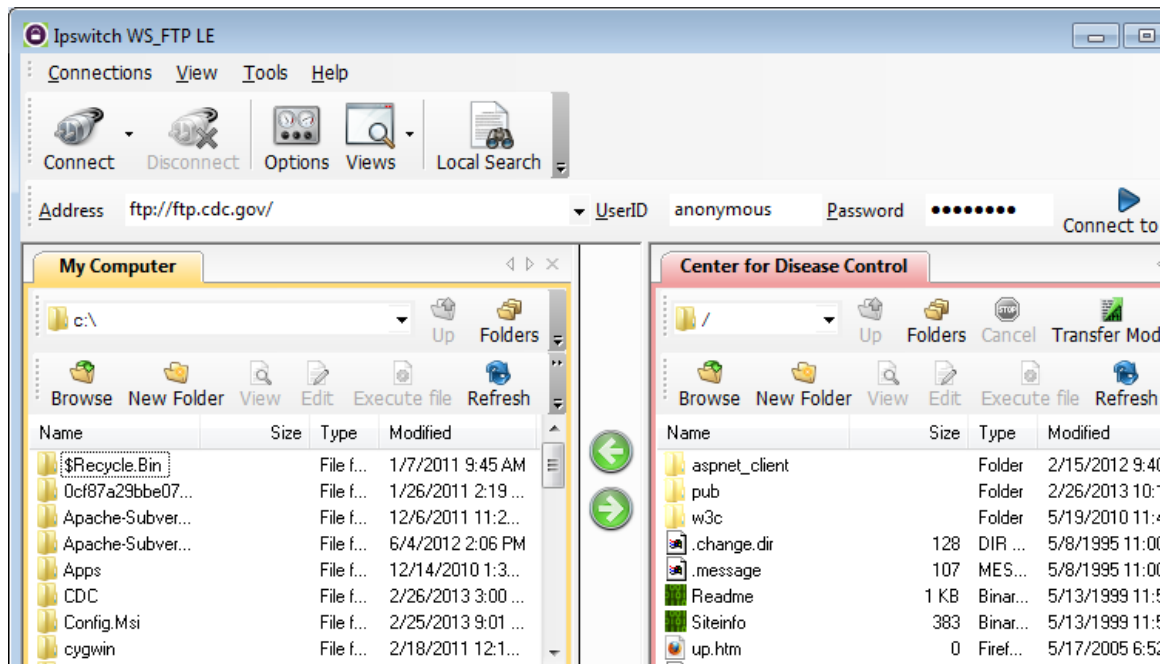 Ipswitch WS_FTP LE
Connections View Tools Help
Connect Disconnect Options Views Local Search
Address ftp://ftp.cdc.gov/ UserID anonymous Password ●●●●●●●● Connect to
My Computer
c:\ Up Folders
Browse New Folder View Edit Execute file Refresh
Name Size Type Modified
$Recycle.Bin File f... 1/7/2011 9:45 AM
0cf87a29bbe07... File f... 1/26/2011 2:19 ...
Apache-Subver... File f... 12/6/2011 11:2...
Apache-Subver... File f... 6/4/2012 2:06 PM
Apps File f... 12/14/2010 1:3...
CDC File f... 2/26/2013 3:00 ...
Config.Msi File f... 2/25/2013 9:01 ...
cygwin File f... 2/18/2011 12:1...
Center for Disease Control
/ Up Folders STOP Cancel Transfer Mod
Browse New Folder View Edit Execute file Refresh
Name Size Type Modified
aspnet_client Folder 2/15/2012 9:40
pub Folder 2/26/2013 10:1
w3c Folder 5/19/2010 11:4
.change.dir 128 DIR ... 5/8/1995 11:00
.message 107 MES... 5/8/1995 11:00
Readme 1 KB Binar... 5/13/1999 11:5
Siteinfo 383 Binar... 5/13/1999 11:5
up.htm 0 Firef... 5/17/2005 6:52